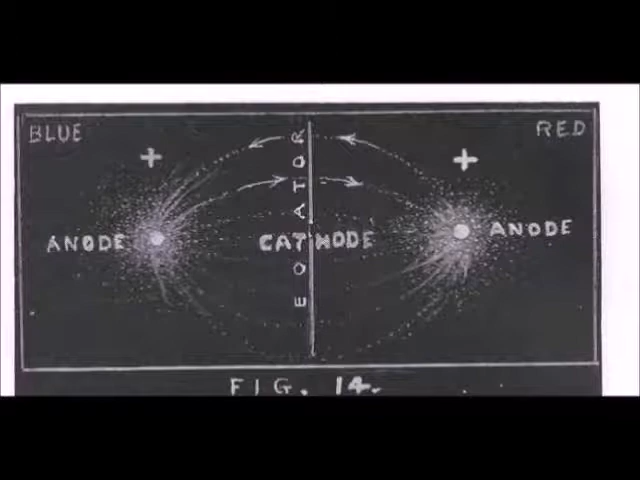 BLUE
RED
+
+
ANODE
CATHODE
ANODE
EQUATOR
FIG. 14.